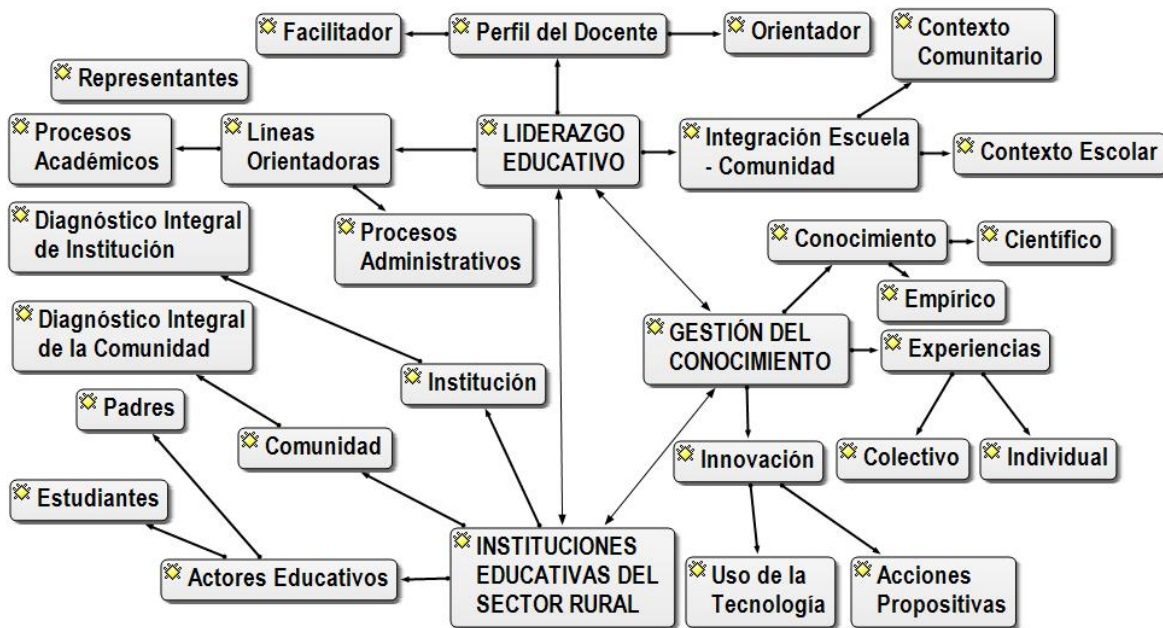 Facilitador
Perfil del Docente
Orientador
Contexto
Comunitario
Representantes
Procesos
Académicos
Líneas
Orientadoras
LIDERAZGO
EDUCATIVO
Integración Escuela
- Comunidad
Contexto Escolar
Diagnóstico Integral
de Institución
Procesos
Administrativos
Conocimiento
Científico
Empírico
Diagnóstico Integral
de la Comunidad
GESTIÓN DEL
CONOCIMIENTO
Experiencias
Institución
Padres
Comunidad
Innovación
Colectivo
Individual
Estudiantes
Actores Educativos
INSTITUCIONES
EDUCATIVAS DEL
SECTOR RURAL
Uso de la
Tecnología
Acciones
Propositivas